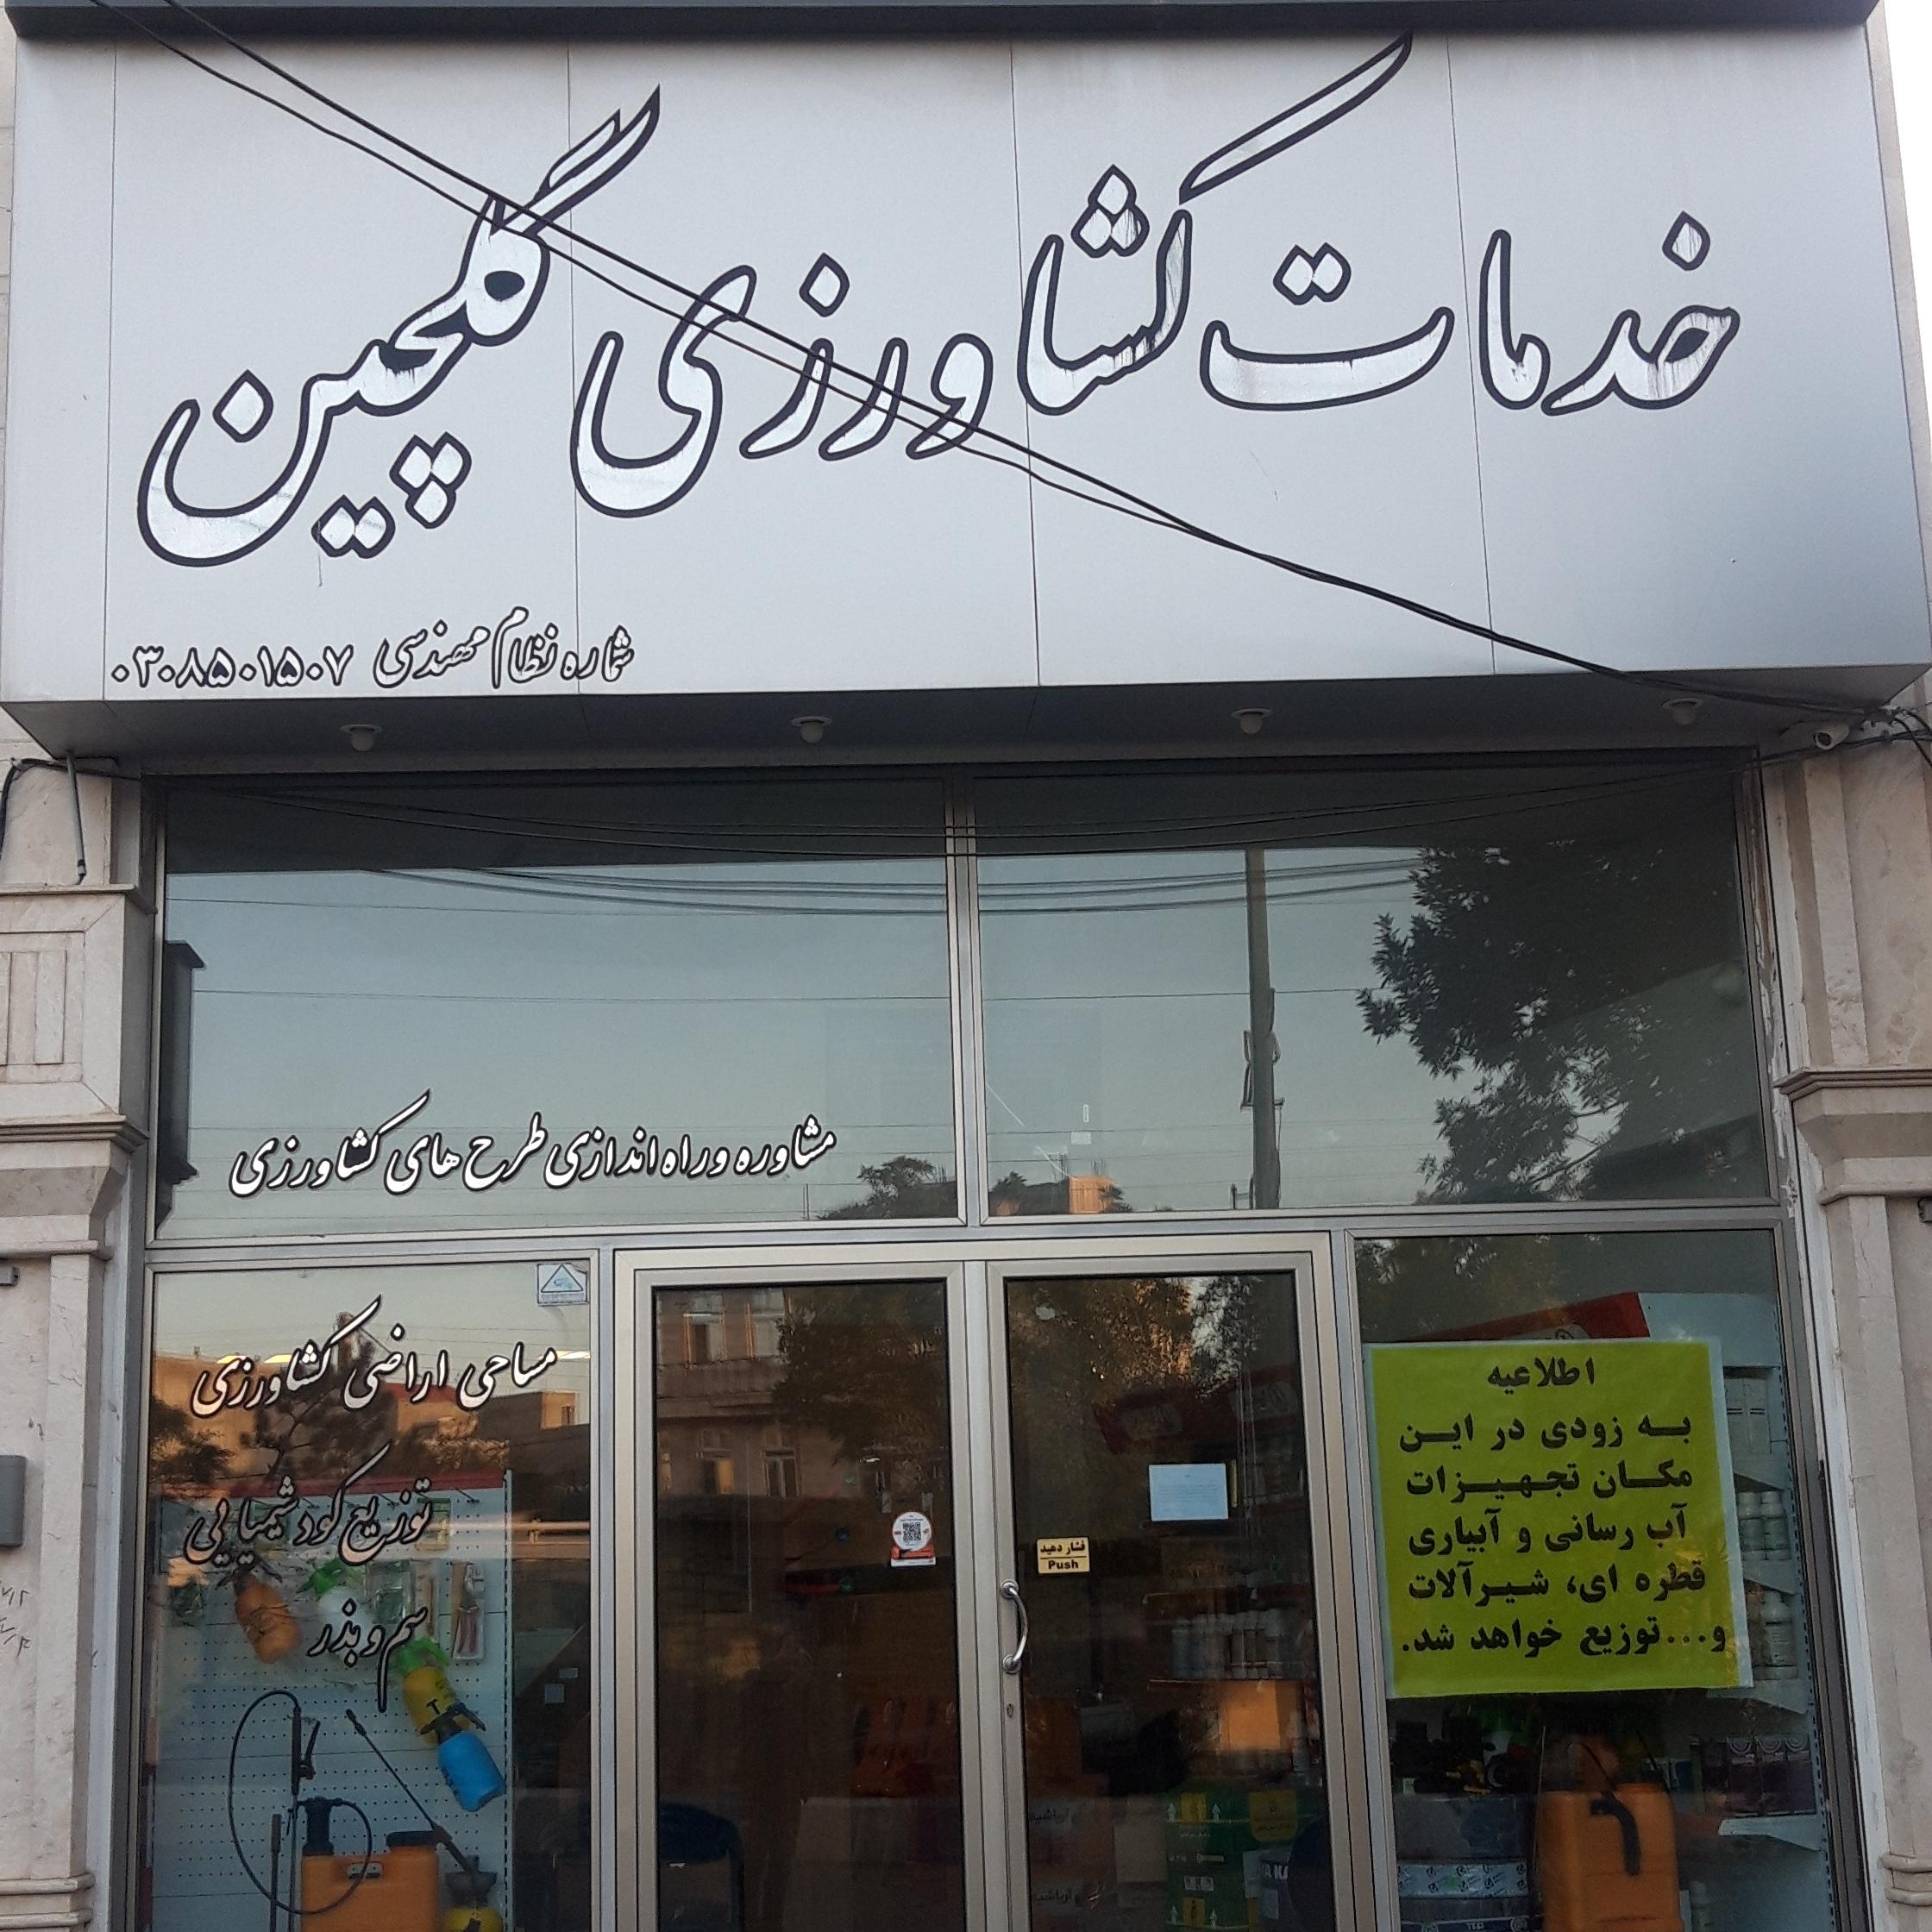 خدمات کشاورزی گلچین
شماره نظام مهندسی ۰۳۰۸۵۰۱۵۰۷
مشاوره و راه اندازی طرح های کشاورزی
مساحی اراضی کشاورزی
توزیع کود شیمیایی
سم و بذر
فشار دهید
Push
اطلاعیه
به زودی در این
مکان تجهیزات
آب رسانی و آبیاری
قطره ای، شیرآلات
و...توزیع خواهد شد.